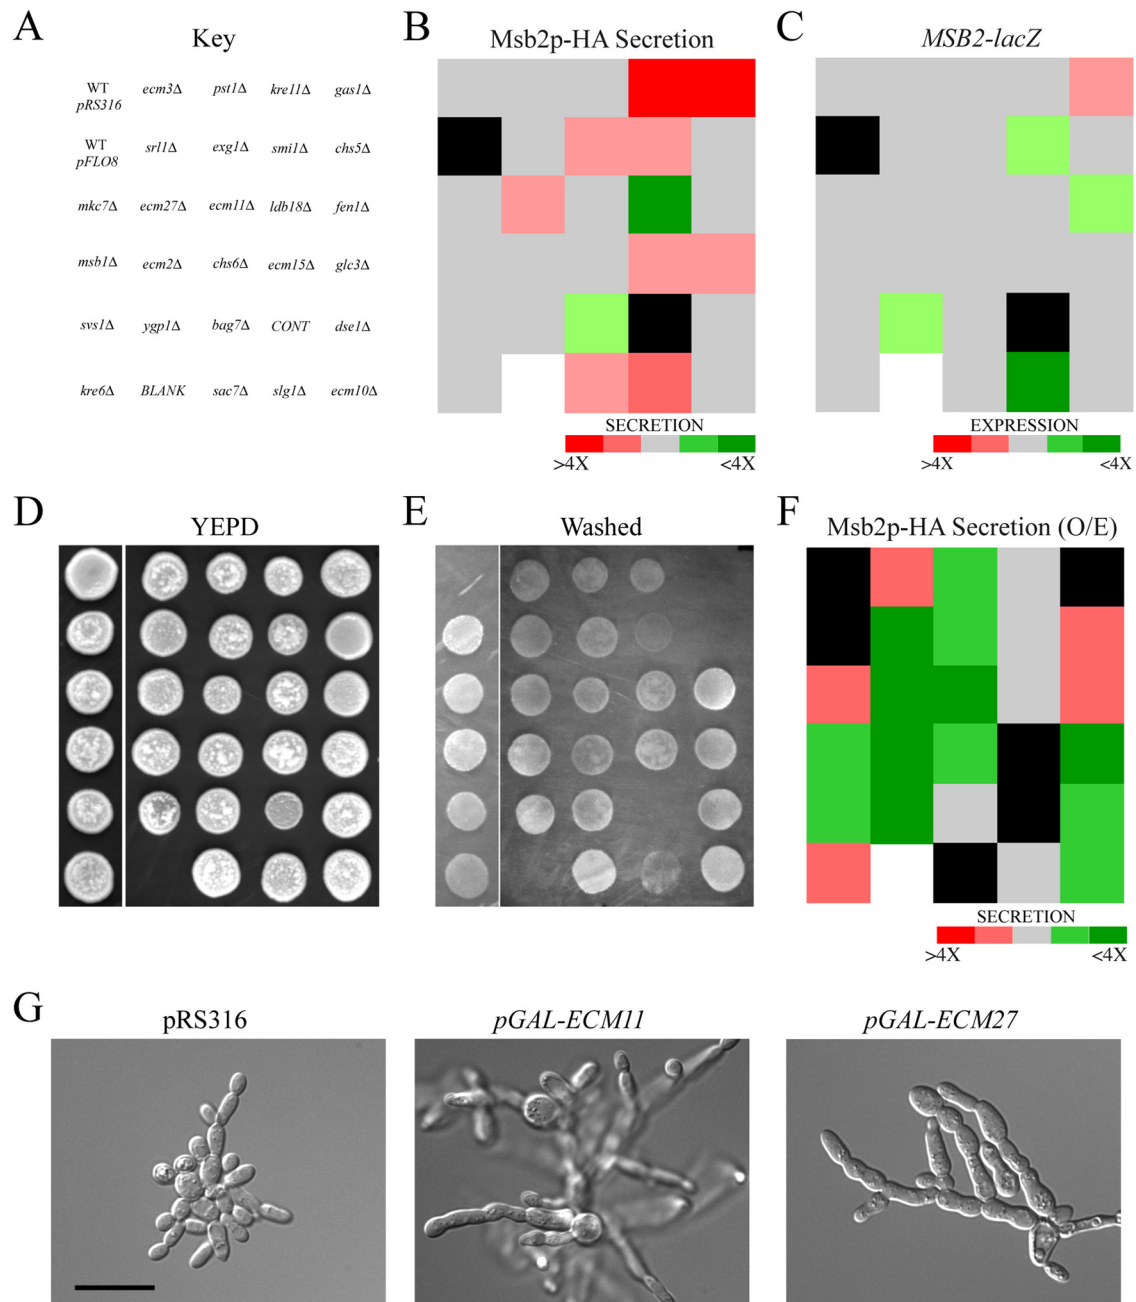 A
Key
WT ecm3Δ pst1Δ kre11Δ gas1Δ
pRS316
WT srl1Δ exg1Δ smi1Δ chs5Δ
pFLO8
mkc7Δ ecm27Δ ecm11Δ ldb18Δ fen1Δ
msb1Δ ecm2Δ chs6Δ ecm15Δ glc3Δ
svs1Δ ygp1Δ bag7Δ CONT dse1Δ
kre6Δ BLANK sac7Δ slg1Δ ecm10Δ
B
Msb2p-HA Secretion
SECRETION
>4X <4X
C
MSB2-lacZ
EXPRESSION
>4X <4X
D
YEPD
E
Washed
F
Msb2p-HA Secretion (O/E)
SECRETION
>4X <4X
G
pRS316
pGAL-ECM11
pGAL-ECM27